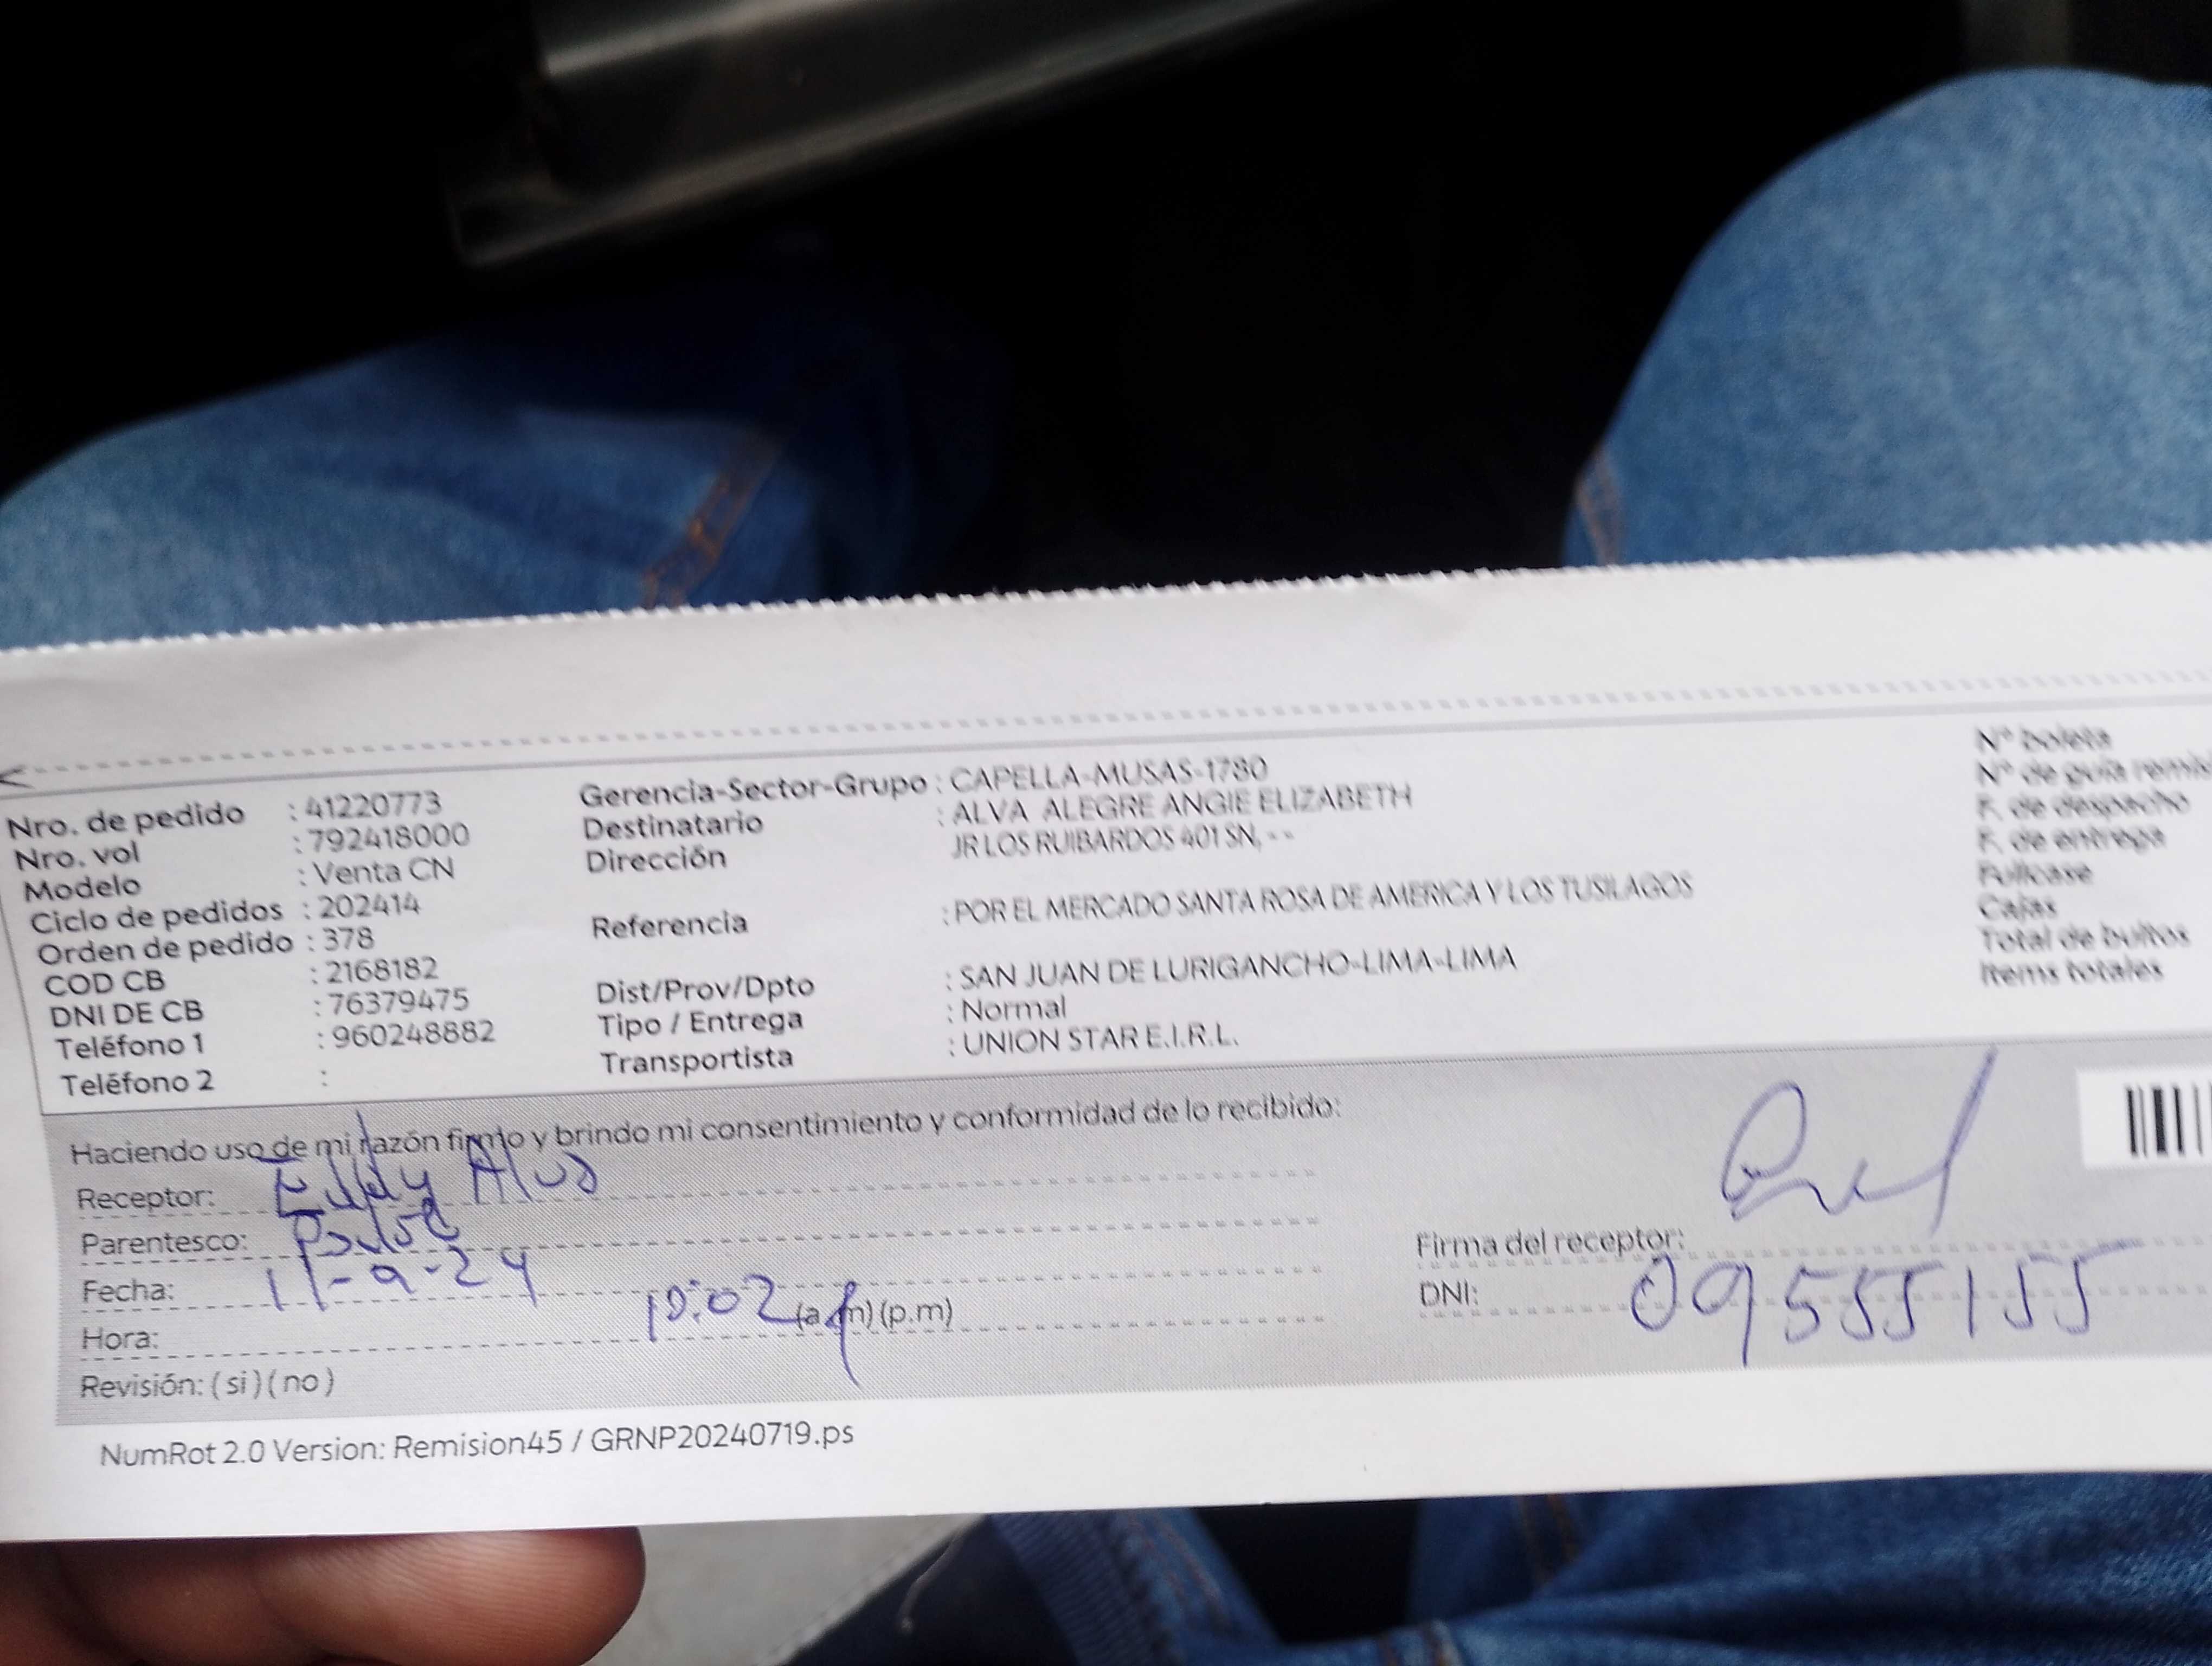 Nro. de pedido : 41220773
Nro. vol : 792418000
Modelo : Venta CN
Ciclo de pedidos : 202414
Orden de pedido : 378
COD CB : 2168182
DNI DE CB : 76379475
Teléfono 1 : 960248882
Teléfono 2 :
Gerencia-Sector-Grupo : CAPELLA-MUSAS-1780
Destinatario : ALVA ALEGRE ANGIE ELIZABETH
Dirección JR LOS RUIBARDOS 401 SN, - -
Referencia : POR EL MERCADO SANTA ROSA DE AMERICA Y LOS TUSILAGOS
Dist/Prov/Dpto : SAN JUAN DE LURIGANCHO-LIMA-LIMA
Tipo / Entrega : Normal
Transportista : UNION STAR E.I.R.L.
N° boleta
N° de guía
F. de despacho
F. de entrega
Fullcase
Cajas
Total de bultos
Items totales
Haciendo uso de mi razón firmo y brindo mi consentimiento y conformidad de lo recibido:
Receptor:
Parentesco:
Fecha: 11-9-24
Hora: 10:02 (a.m) (p.m)
Revisión: ( si ) ( no )
Firma del receptor:
DNI: 09555155
NumRot 2.0 Version: Remision45 / GRNP20240719.ps